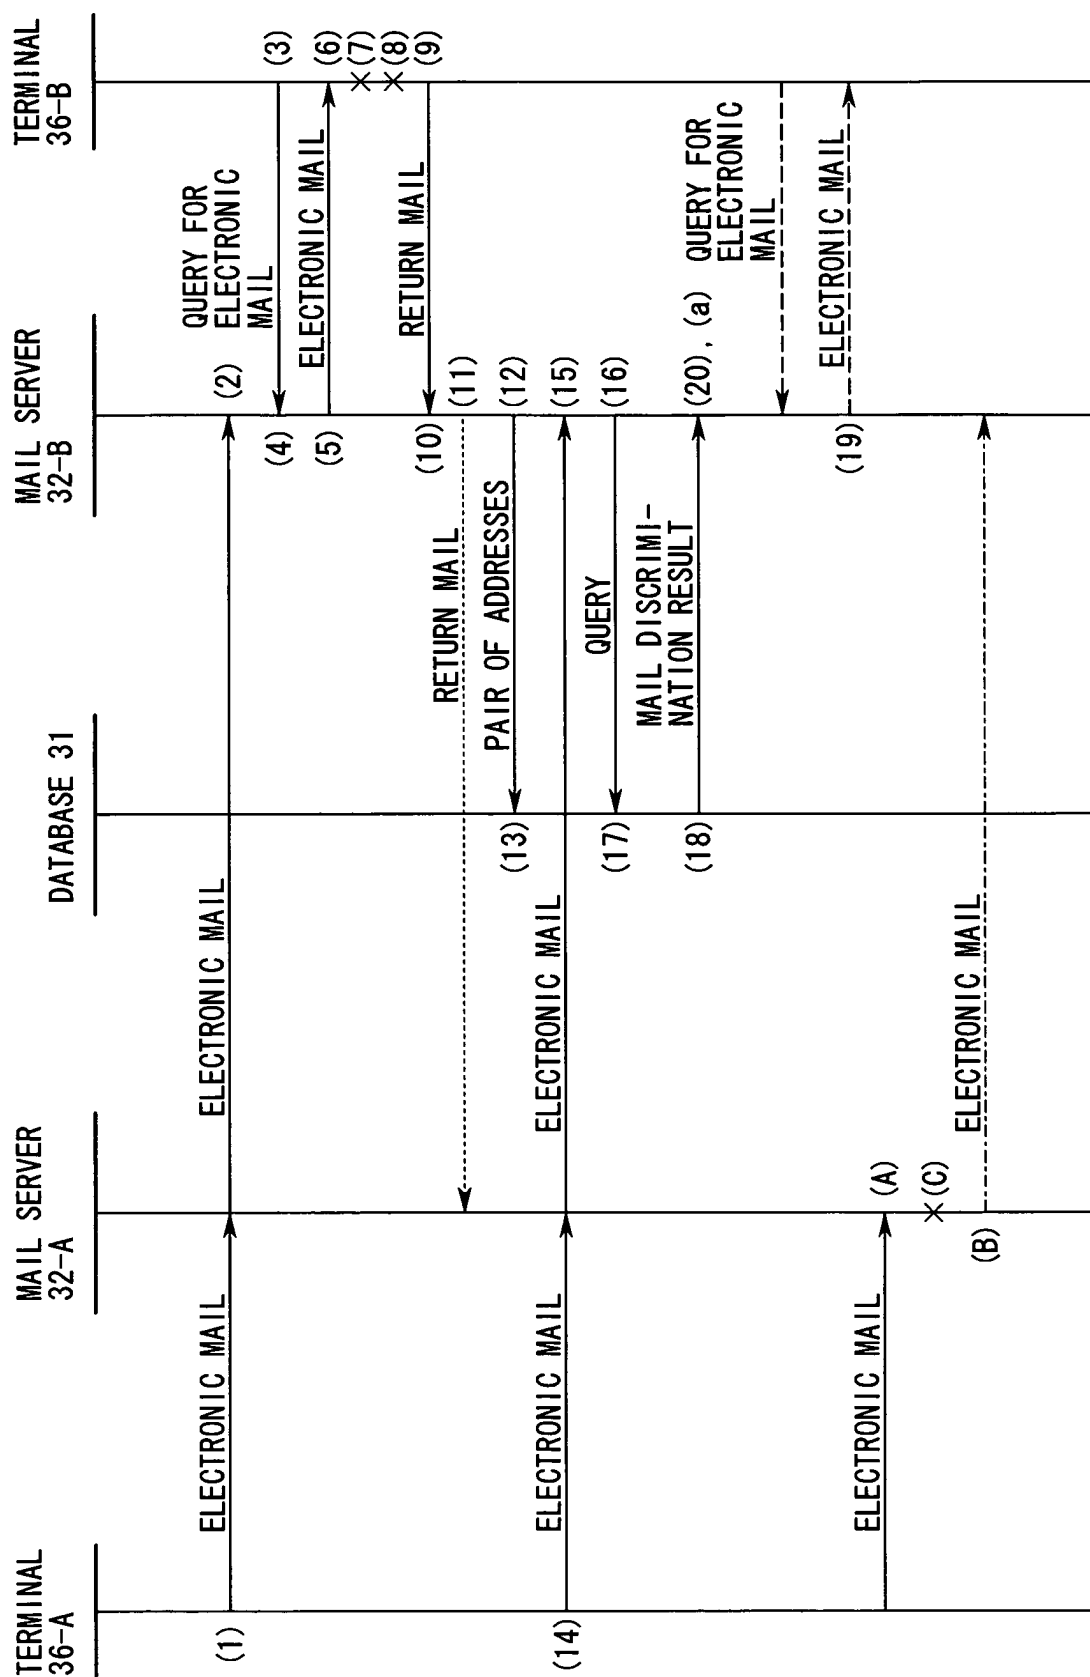 TERMINAL
36-A
MAIL SERVER
32-A
DATABASE 31
MAIL SERVER
32-B
TERMINAL
36-B
(1)
ELECTRONIC MAIL
ELECTRONIC MAIL
(2)
QUERY FOR
ELECTRONIC
MAIL
(3)
(4)
(5)
ELECTRONIC MAIL
(6)
(7)
(8)
(9)
RETURN MAIL
(10)
(11)
RETURN MAIL
(12)
PAIR OF ADDRESSES
(13)
(14)
ELECTRONIC MAIL
ELECTRONIC MAIL
(15)
(16)
QUERY
(17)
MAIL DISCRIMI-
NATION RESULT
(18)
(20), (a)
QUERY FOR
ELECTRONIC
MAIL
ELECTRONIC MAIL
(19)
ELECTRONIC MAIL
(A)
(C)
(B)
ELECTRONIC MAIL